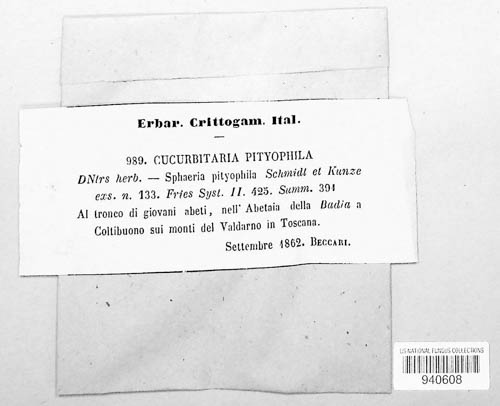 Erbar. Crittogam. Ital.
989. CUCURBITARIA PITYOPHILA
DNtrs herb. — Sphaeria pityophila Schmidt et Kunze
exs. n. 133. Fries Syst. II. 425. Summ. 391
Al tronco di giovani abeti, nell' Abetaia della Badia a
Coltibuono sui monti del Valdarno in Toscana.
Settembre 1862. BECCARI.
US NATIONAL FUNGUS COLLECTIONS
940608